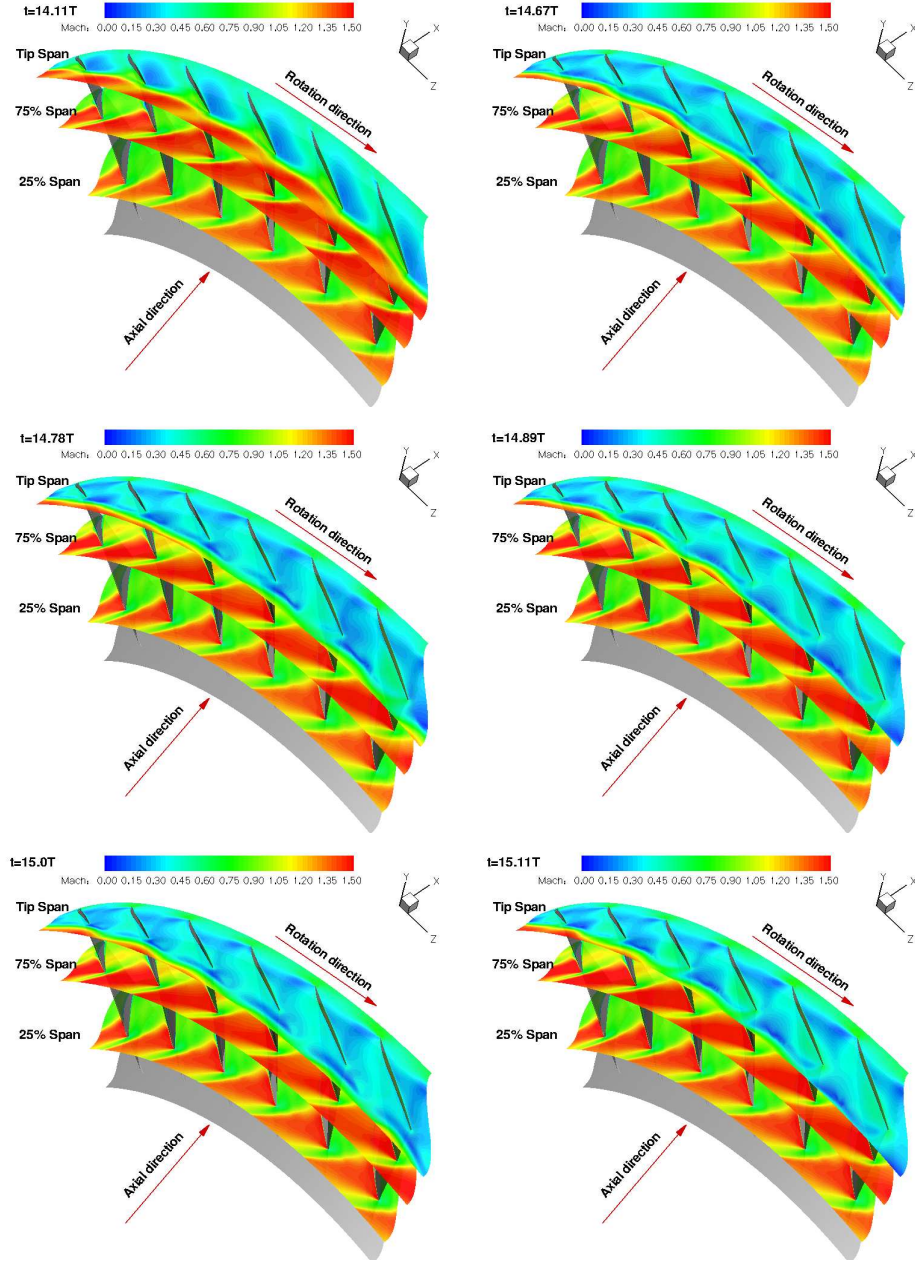 t=14.11T
Mach: 0.00 0.15 0.30 0.45 0.60 0.75 0.90 1.05 1.20 1.35 1.50
Y
X
Z
Tip Span
75% Span
25% Span
Rotation direction
Axial direction
t=14.67T
Mach: 0.00 0.15 0.30 0.45 0.60 0.75 0.90 1.05 1.20 1.35 1.50
Y
X
Z
Tip Span
75% Span
25% Span
Rotation direction
Axial direction
t=14.78T
Mach: 0.00 0.15 0.30 0.45 0.60 0.75 0.90 1.05 1.20 1.35 1.50
Y
X
Z
Tip Span
75% Span
25% Span
Rotation direction
Axial direction
t=14.89T
Mach: 0.00 0.15 0.30 0.45 0.60 0.75 0.90 1.05 1.20 1.35 1.50
Y
X
Z
Tip Span
75% Span
25% Span
Rotation direction
Axial direction
t=15.0T
Mach: 0.00 0.15 0.30 0.45 0.60 0.75 0.90 1.05 1.20 1.35 1.50
Y
X
Z
Tip Span
75% Span
25% Span
Rotation direction
Axial direction
t=15.11T
Mach: 0.00 0.15 0.30 0.45 0.60 0.75 0.90 1.05 1.20 1.35 1.50
Y
X
Z
Tip Span
75% Span
25% Span
Rotation direction
Axial direction